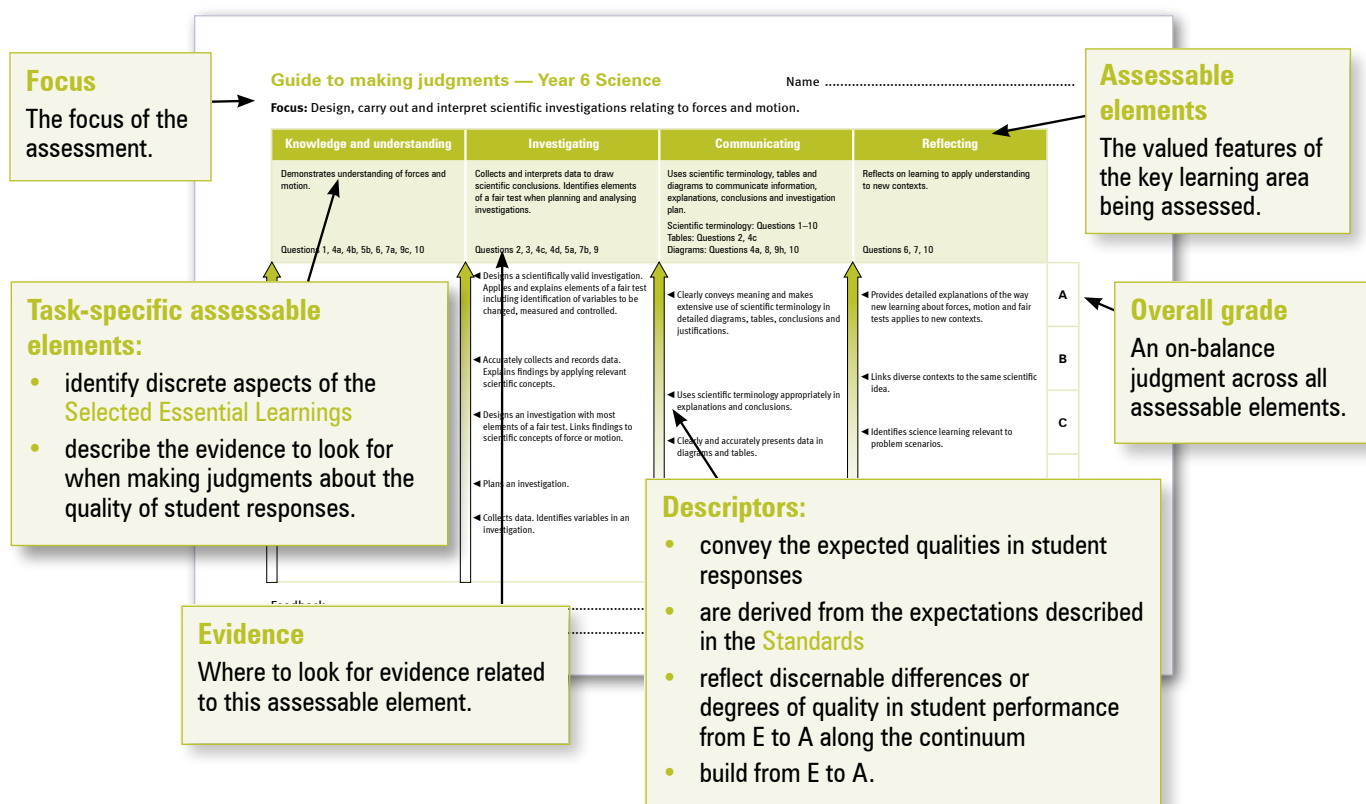 Focus
The focus of the
assessment.
Guide to making judgments — Year 6 Science
Name ..................................................................
Focus: Design, carry out and interpret scientific investigations relating to forces and motion.
Assessable
elements
The valued features of
the key learning area
being assessed.
Knowledge and understanding
Demonstrates understanding of forces and
motion.
Questions 1, 4a, 4b, 5b, 6, 7a, 9c, 10
Investigating
Collects and interprets data to draw
scientific conclusions. Identifies elements
of a fair test when planning and analysing
investigations.
Questions 2, 3, 4c, 4d, 5a, 7b, 9
Communicating
Uses scientific terminology, tables and
diagrams to communicate information,
explanations, conclusions and investigation
plan.
Scientific terminology: Questions 1–10
Tables: Questions 2, 4c
Diagrams: Questions 4a, 8, 9h, 10
Reflecting
Reflects on learning to apply understanding
to new contexts.
Questions 6, 7, 10
Task-specific assessable
elements:
• identify discrete aspects of the
Selected Essential Learnings
• describe the evidence to look for
when making judgments about the
quality of student responses.
◄ Designs a scientifically valid investigation.
Applies and explains elements of a fair test
including identification of variables to be
changed, measured and controlled.
◄ Accurately collects and records data.
Explains findings by applying relevant
scientific concepts.
◄ Designs an investigation with most
elements of a fair test. Links findings to
scientific concepts of force or motion.
◄ Plans an investigation.
◄ Collects data. Identifies variables in an
investigation.
◄ Clearly conveys meaning and makes
extensive use of scientific terminology in
detailed diagrams, tables, conclusions and
justifications.
◄ Uses scientific terminology appropriately in
explanations and conclusions.
◄ Clearly and accurately presents data in
diagrams and tables.
◄ Provides detailed explanations of the way
new learning about forces, motion and fair
tests applies to new contexts.
◄ Links diverse contexts to the same scientific
idea.
◄ Identifies science learning relevant to
problem scenarios.
A
B
C
Overall grade
An on-balance
judgment across all
assessable elements.
Descriptors:
• convey the expected qualities in student
responses
• are derived from the expectations described
in the Standards
• reflect discernable differences or
degrees of quality in student performance
from E to A along the continuum
• build from E to A.
Feedback
Evidence
Where to look for evidence related
to this assessable element.